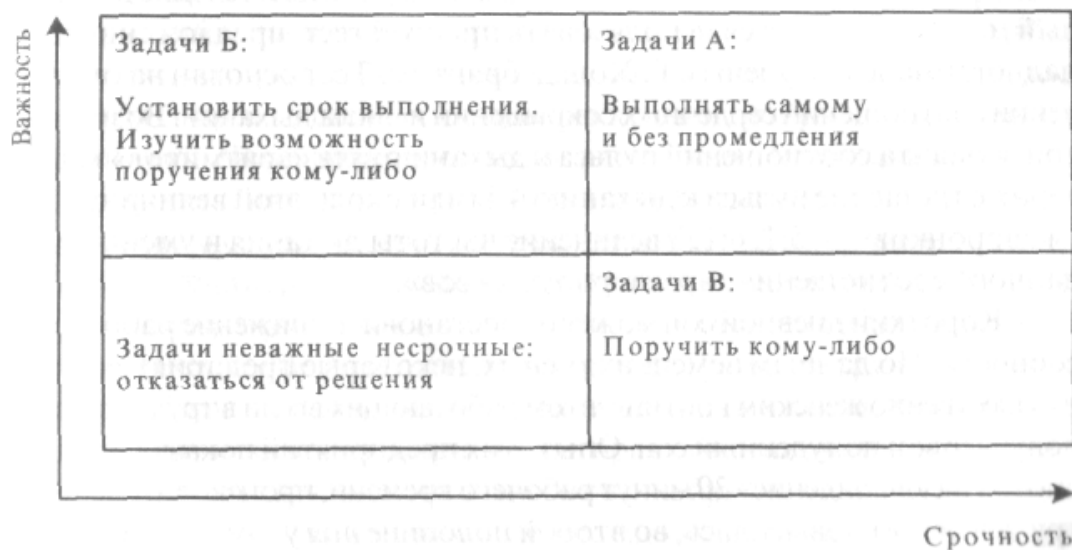 Важность
Задачи Б:
Установить срок выполнения.
Изучить возможность
поручения кому-либо
Задачи А:
Выполнять самому
и без промедления
Задачи неважные несрочные:
отказаться от решения
Задачи В:
Поручить кому-либо
Срочность